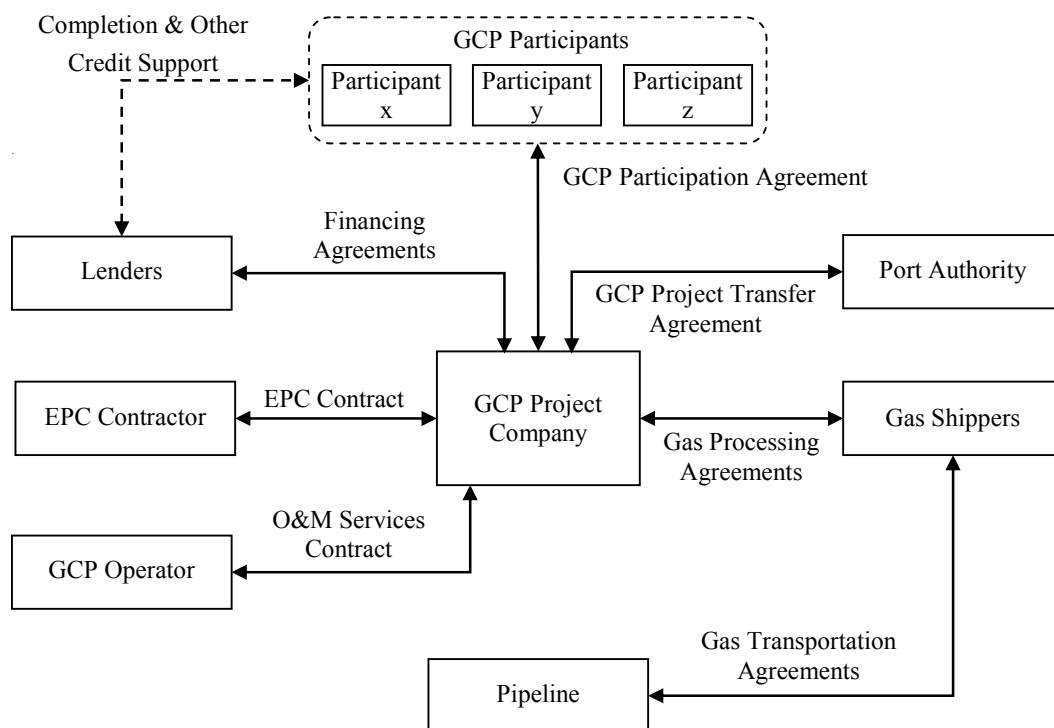 Completion & Other
Credit Support
GCP Participants
Participant
x
Participant
y
Participant
z
GCP Participation Agreement
Financing
Agreements
Lenders
Port Authority
GCP Project Transfer
Agreement
EPC Contractor
EPC Contract
GCP Project
Company
Gas Shippers
Gas Processing
Agreements
O&M Services
Contract
GCP Operator
Gas Transportation
Agreements
Pipeline